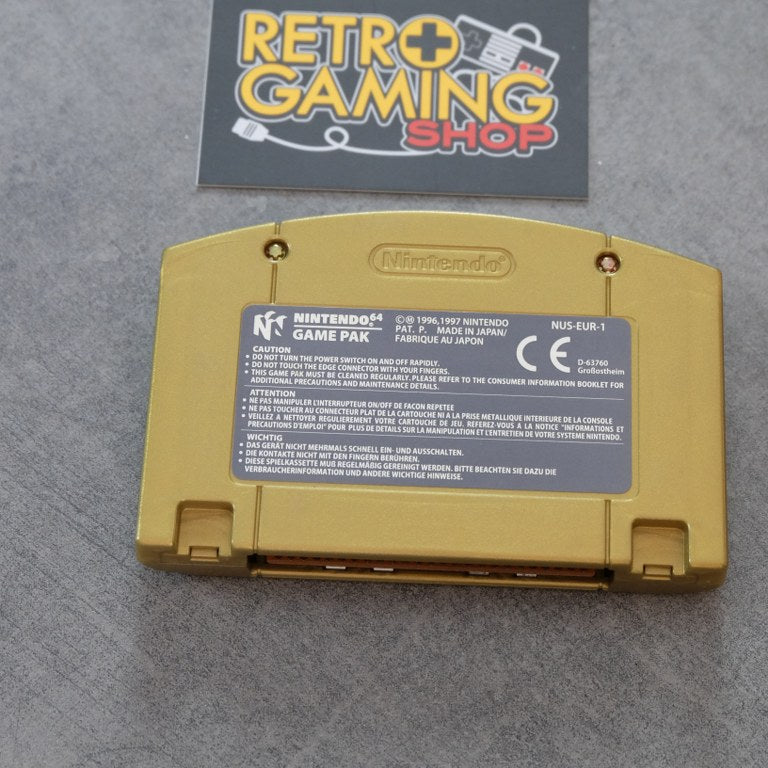 RETRO
GAMING
SHOP
Nintendo®
NINTENDO 64
GAME PAK
©Ⓜ 1996,1997 NINTENDO
PAT. P. MADE IN JAPAN/
FABRIQUE AU JAPON
NUS-EUR-1
CE
D-63760
Großostheim
CAUTION
• DO NOT TURN THE POWER SWITCH ON AND OFF RAPIDLY.
• DO NOT TOUCH THE EDGE CONNECTOR WITH YOUR FINGERS.
• THIS GAME PAK MUST BE CLEANED REGULARLY. PLEASE REFER TO THE CONSUMER INFORMATION BOOKLET FOR
ADDITIONAL PRECAUTIONS AND MAINTENANCE DETAILS.
ATTENTION
• NE PAS MANIPULER L'INTERRUPTEUR ON/OFF DE FACON REPETEE
• NE PAS TOUCHER AU CONNECTEUR PLAT DE LA CARTOUCHE NI A LA PRISE METALLIQUE INTERIEURE DE LA CONSOLE
• VEILLEZ A NETTOYER REGULIEREMENT VOTRE CARTOUCHE DE JEU. REFEREZ-VOUS A LA NOTICE "INFORMATIONS ET
PRECAUTIONS D'EMPLOI" POUR PLUS DE DETAILS SUR LA MANIPULATION ET L'ENTRETIEN DE VOTRE SYSTEME NINTENDO.
WICHTIG
• DAS GERÄT NICHT MEHRMALS SCHNELL EIN- UND AUSSCHALTEN.
• DIE KONTAKTE NICHT MIT DEN FINGERN BERÜHREN.
• DIESE SPIELKASSETTE MUß REGELMÄßIG GEREINIGT WERDEN. BITTE BEACHTEN SIE DAZU DIE
VERBRAUCHERINFORMATION UND ANDERE WICHTIGE HINWEISE.